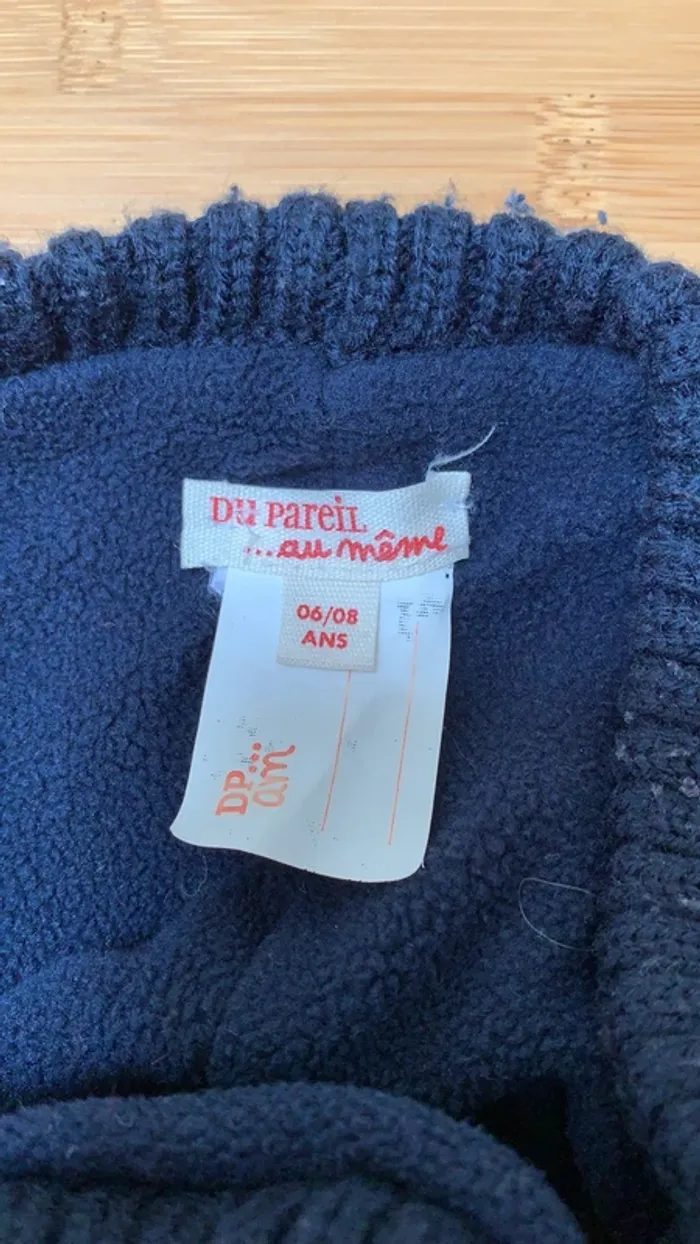 DU PAREIL
...au même
06/08
ANS
DP...
am